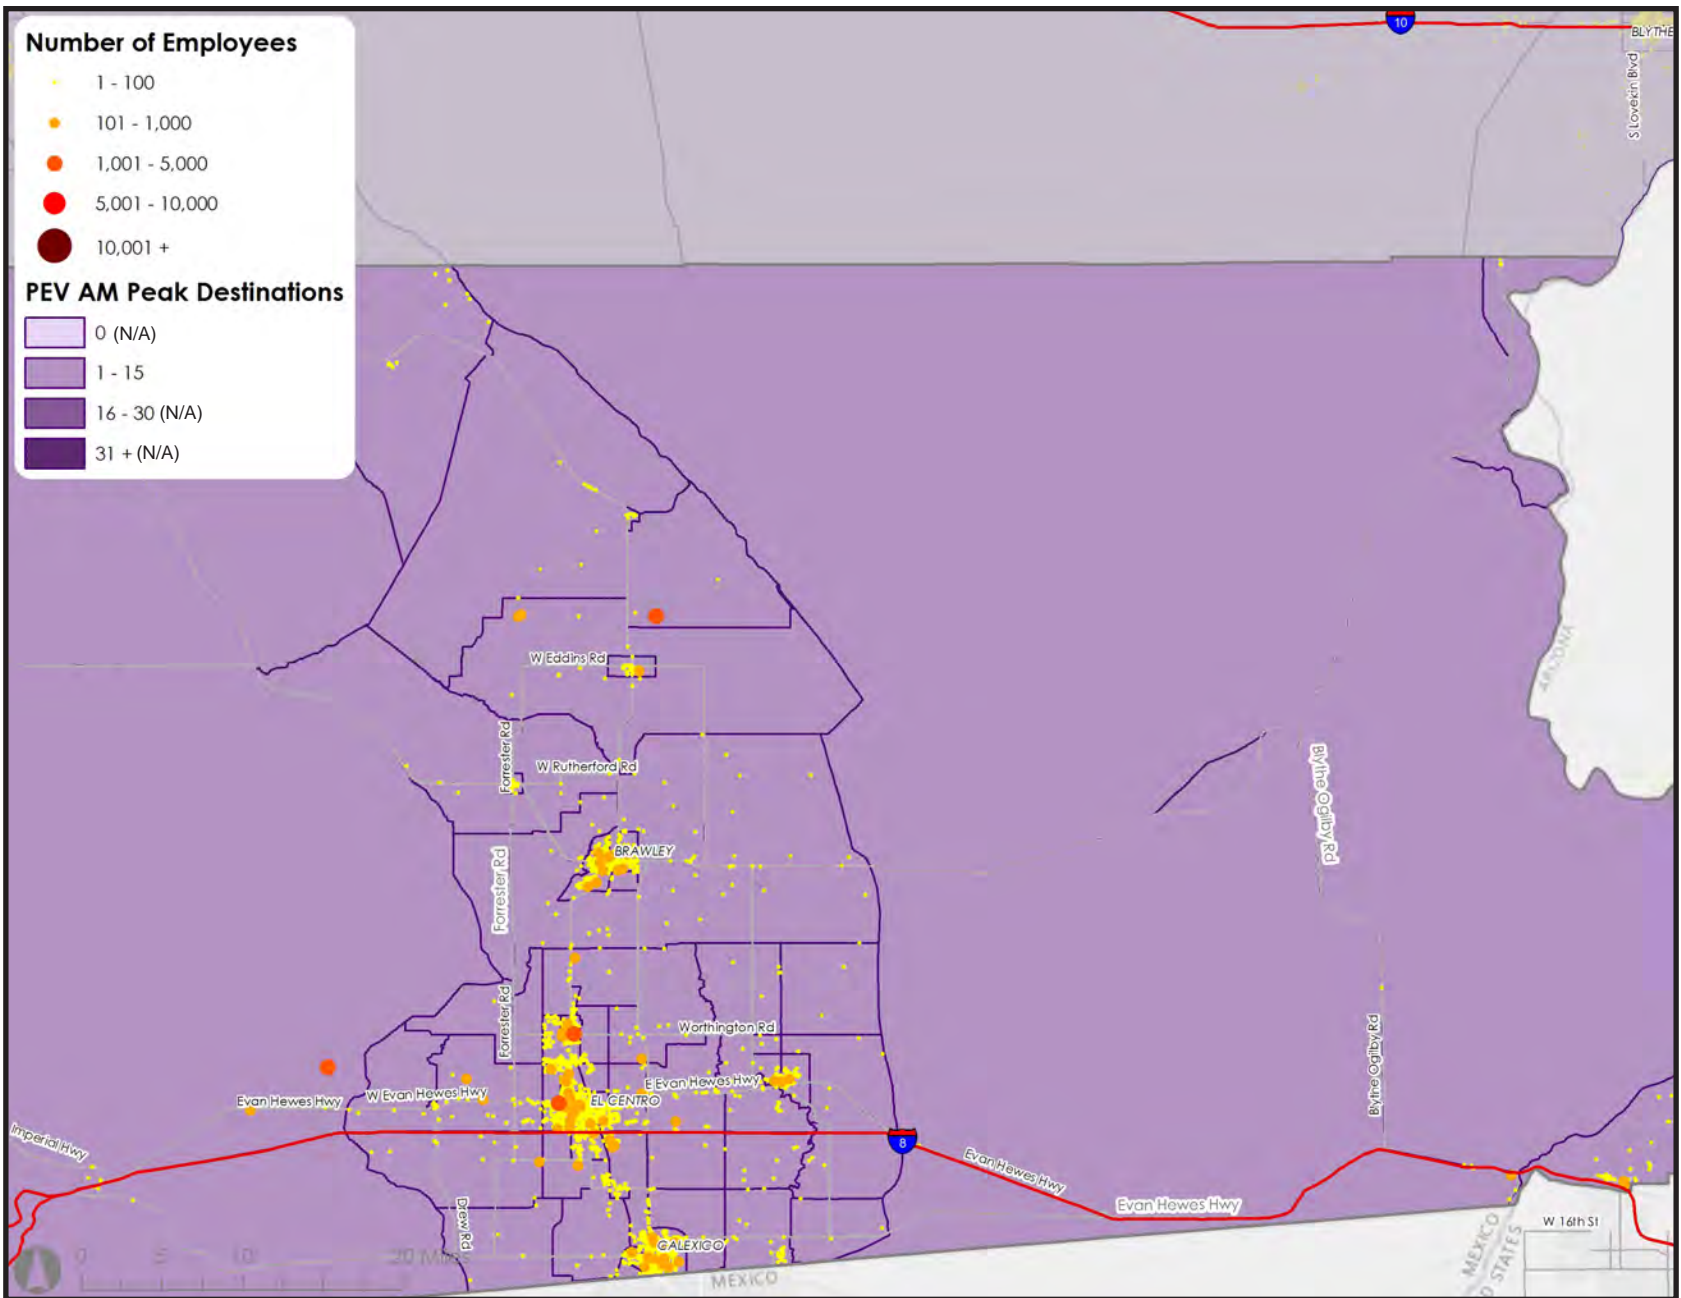 Number of Employees
1 - 100
101 - 1,000
1,001 - 5,000
5,001 - 10,000
10,001 +
PEV AM Peak Destinations
0 (N/A)
1 - 15
16 - 30 (N/A)
31 + (N/A)
10
BLYTHE
S Lovekin Blvd
ARIZONA
W Eddins Rd
Forrester Rd
W Rutherford Rd
Blythe Ogilby Rd
BRAWLEY
Forrester Rd
Forrester Rd
Worthington Rd
Blythe Ogilby Rd
E Evan Hewes Hwy
W Evan Hewes Hwy
Evan Hewes Hwy
EL CENTRO
Imperial Hwy
8
Evan Hewes Hwy
Evan Hewes Hwy
Drew Rd
W 16th St
CALEXICO
MEXICO
MEXICO
D STATES
0 5 10 20 Miles